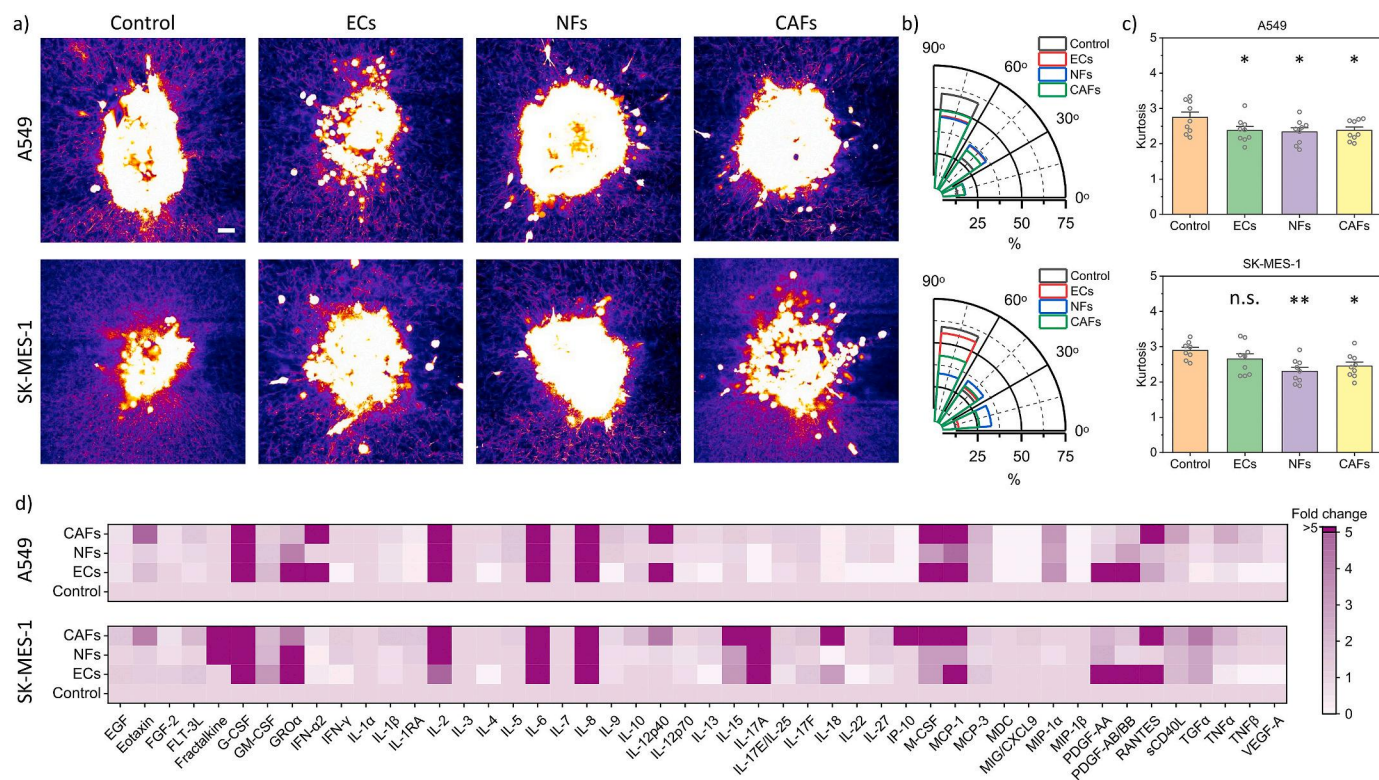 a)
Control
ECs
NFs
CAFs
A549
SK-MES-1
b)
90°
60°
30°
0°
Control
ECs
NFs
CAFs
25
50
75
%
90°
60°
30°
0°
Control
ECs
NFs
CAFs
25
50
75
%
c)
A549
Kurtosis
5
4
3
2
1
0
*
*
*
Control
ECs
NFs
CAFs
SK-MES-1
Kurtosis
5
4
3
2
1
0
n.s.
**
*
Control
ECs
NFs
CAFs
d)
A549
CAFs
NFs
ECs
Control
SK-MES-1
CAFs
NFs
ECs
Control
EGF
Eotaxin
FGF-2
FLT-3L
Fractalkine
G-CSF
GM-CSF
GROα
IFN-α2
IFN-γ
IL-1α
IL-1β
IL-1RA
IL-2
IL-3
IL-4
IL-5
IL-6
IL-7
IL-8
IL-9
IL-10
IL-12p40
IL-12p70
IL-13
IL-15
IL-17A
IL-17E/IL-25
IL-17F
IL-18
IL-22
IL-27
IP-10
M-CSF
MCP-1
MCP-3
MDC
MIG/CXCL9
MIP-1α
MIP-1β
PDGF-AA
PDGF-AB/BB
RANTES
sCD40L
TGFα
TNFα
TNFβ
VEGF-A
Fold change
>5
5
4
3
2
1
0